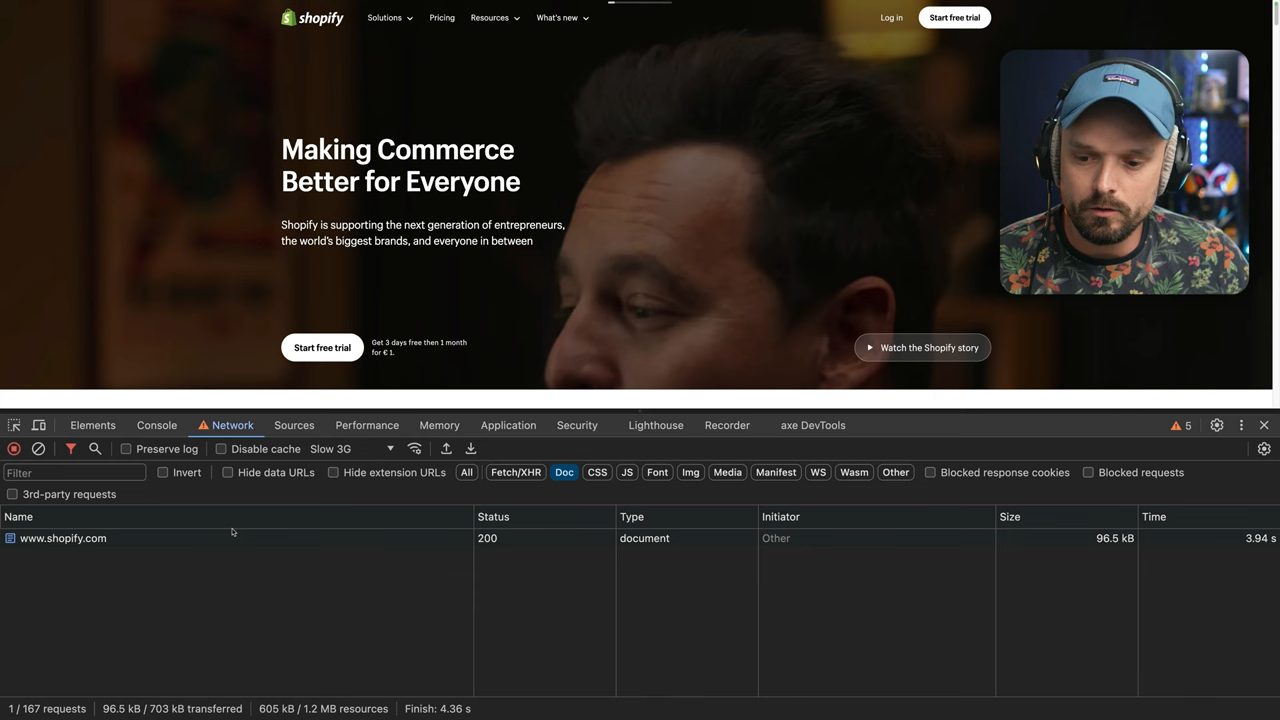 shopify Solutions Pricing Resources What's new Log in Start free trial
Making Commerce
Better for Everyone
Shopify is supporting the next generation of entrepreneurs,
the world's biggest brands, and everyone in between
Start free trial
Get 3 days free then 1 month
for € 1.
Watch the Shopify story
Elements Console Network Sources Performance Memory Application Security Lighthouse Recorder axe DevTools 5
Preserve log Disable cache Slow 3G
Filter Invert Hide data URLs Hide extension URLs All Fetch/XHR Doc CSS JS Font Img Media Manifest WS Wasm Other Blocked response cookies Blocked requests
3rd-party requests
Name Status Type Initiator Size Time
www.shopify.com 200 document Other 96.5 kB 3.94 s
1 / 167 requests 96.5 kB / 703 kB transferred 605 kB / 1.2 MB resources Finish: 4.36 s